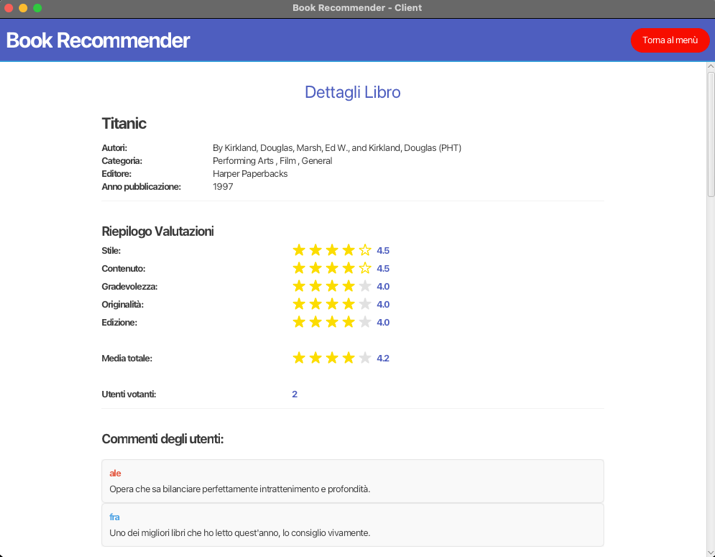 Book Recommender - Client
Book Recommender
Torna al menù
Dettagli Libro
Titanic
Autori: By Kirkland, Douglas, Marsh, Ed W., and Kirkland, Douglas (PHT)
Categoria: Performing Arts , Film , General
Editore: Harper Paperbacks
Anno pubblicazione: 1997
Riepilogo Valutazioni
Stile: 4.5
Contenuto: 4.5
Gradevolezza: 4.0
Originalità: 4.0
Edizione: 4.0
Media totale: 4.2
Utenti votanti: 2
Commenti degli utenti:
ale
Opera che sa bilanciare perfettamente intrattenimento e profondità.
fra
Uno dei migliori libri che ho letto quest'anno, lo consiglio vivamente.